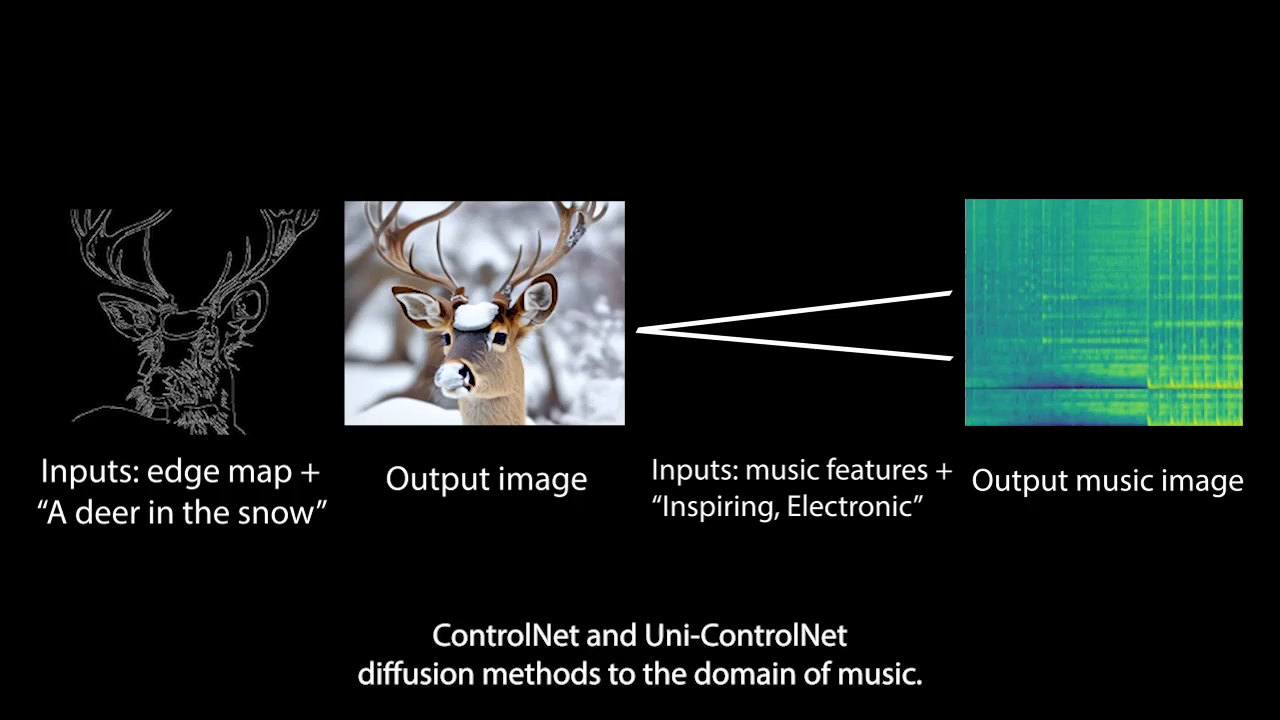 Inputs: edge map +
“A deer in the snow”
Output image
Inputs: music features +
“Inspiring, Electronic”
Output music image
ControlNet and Uni-ControlNet
diffusion methods to the domain of music.